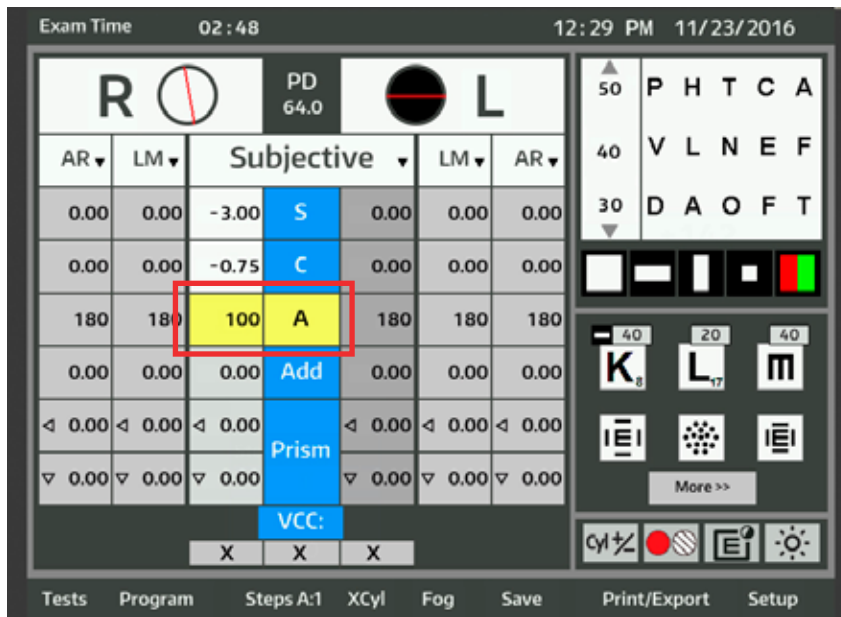 Exam Time 02:48 12:29 PM 11/23/2016
R PD 64.0 L
AR LM Subjective LM AR
0.00 0.00 -3.00 S 0.00 0.00 0.00
0.00 0.00 -0.75 C 0.00 0.00 0.00
180 180 100 A 180 180 180
0.00 0.00 0.00 Add 0.00 0.00 0.00
0.00 0.00 0.00 Prism 0.00 0.00 0.00
0.00 0.00 0.00 0.00 0.00 0.00
VCC:
X X X
50 P H T C A
40 V L N E F
30 D A O F T
40 20 40
K 8 L 17 E
E E
More >>
Cyl +/- E
Tests Program Steps A:1 XCyl Fog Save Print/Export Setup